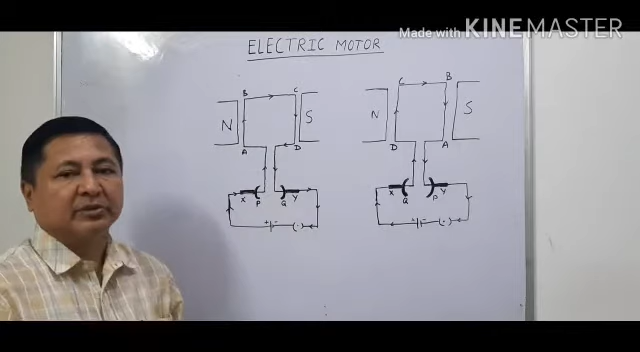 Made with KINEMASTER
ELECTRIC MOTOR
B C
N S
A D
X P Q Y
+ -
C B
N S
D A
X Q P Y
+ -